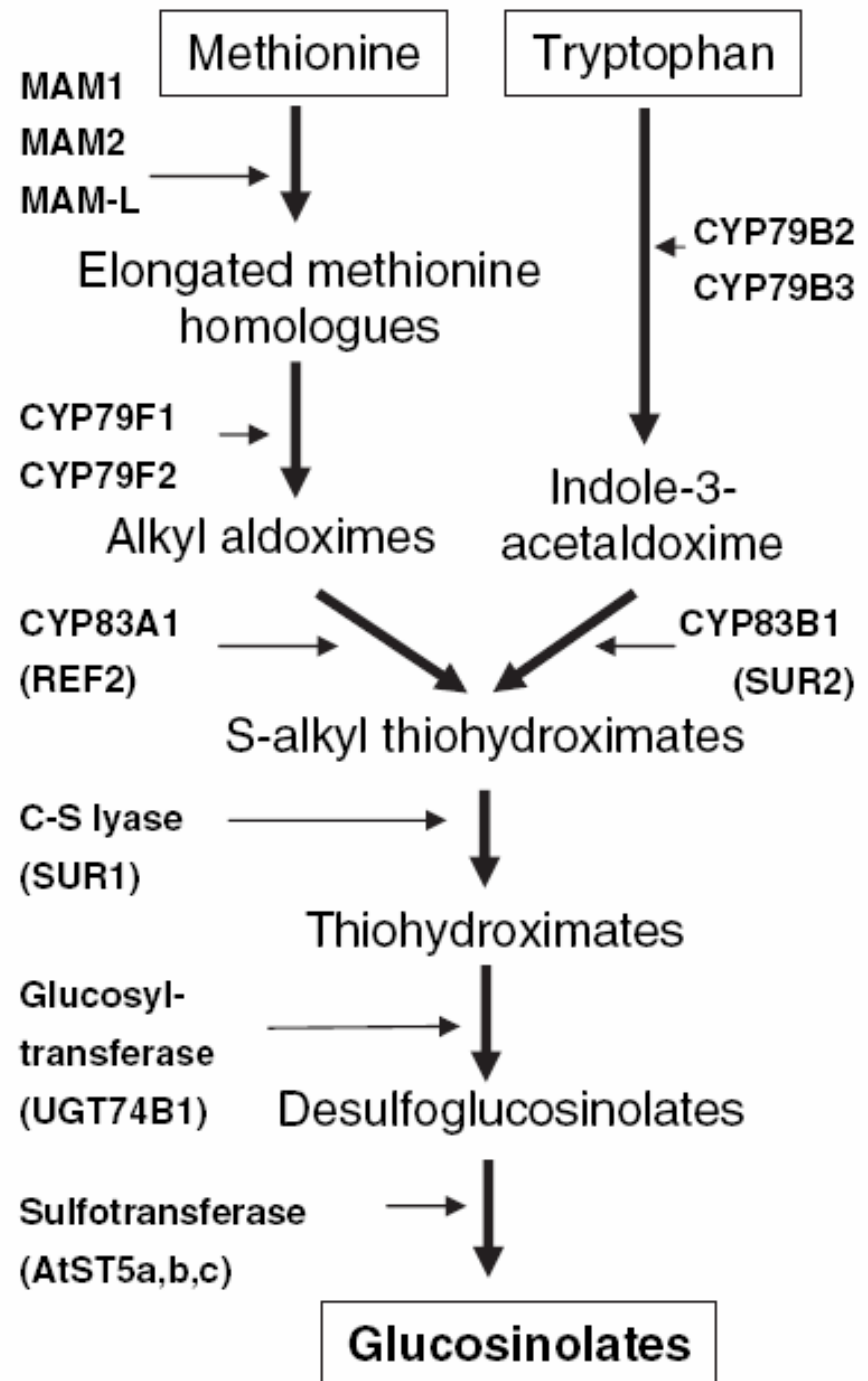 Methionine
Tryptophan
MAM1
MAM2
MAM-L
CYP79B2
CYP79B3
Elongated methionine
homologues
CYP79F1
CYP79F2
Alkyl aldoximes
Indole-3-
acetaldoxime
CYP83A1
(REF2)
CYP83B1
(SUR2)
S-alkyl thiohydroximates
C-S lyase
(SUR1)
Thiohydroximates
Glucosyl-
transferase
(UGT74B1)
Desulfoglucosinolates
Sulfotransferase
(AtST5a,b,c)
Glucosinolates